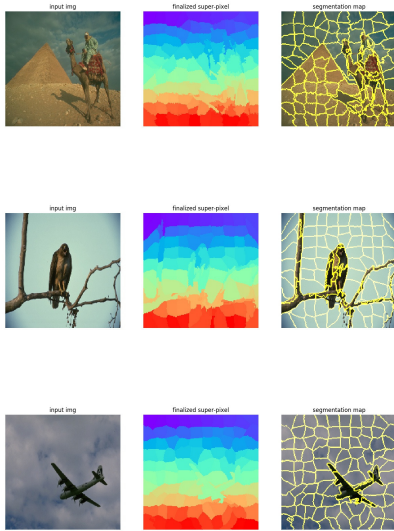 input img
finalized super-pixel
segmentation map
input img
finalized super-pixel
segmentation map
input img
finalized super-pixel
segmentation map